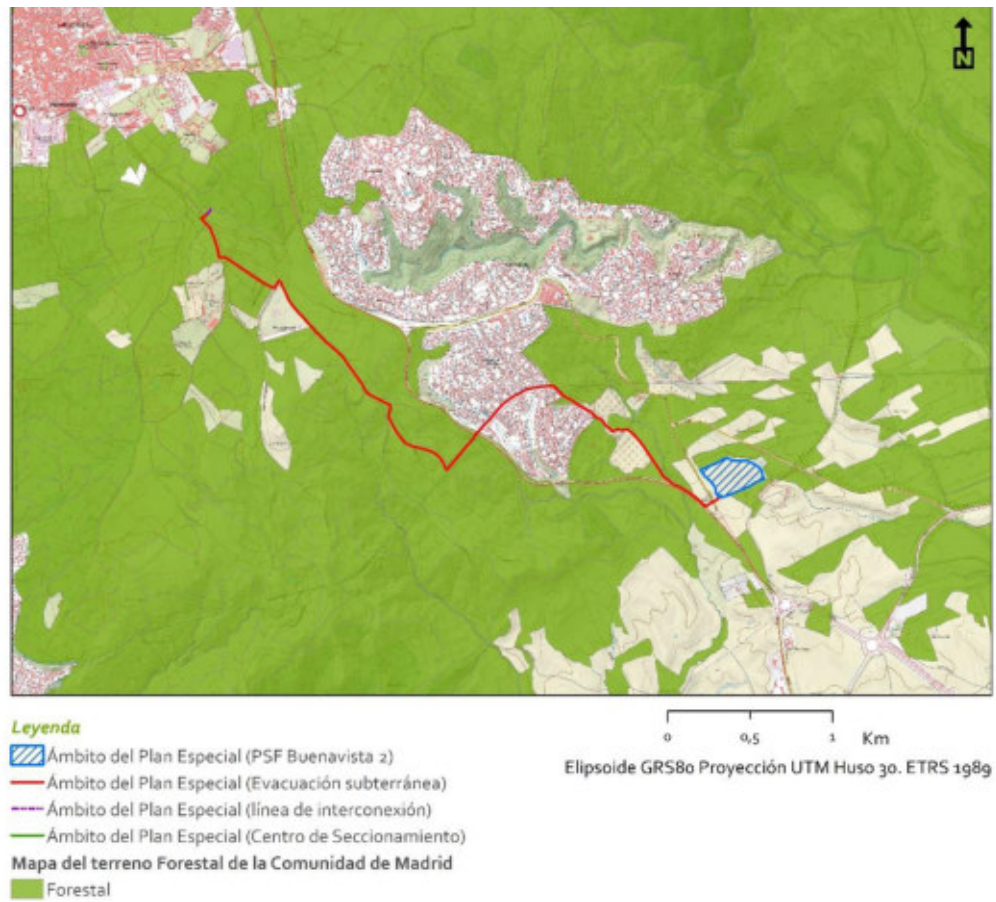 N
Leyenda
Ámbito del Plan Especial (PSF Buenavista 2)
Ámbito del Plan Especial (Evacuación subterránea)
Ámbito del Plan Especial (línea de interconexión)
Ámbito del Plan Especial (Centro de Seccionamiento)
Mapa del terreno Forestal de la Comunidad de Madrid
Forestal
0 0,5 1 Km
Elipsoide GRS80 Proyección UTM Huso 30. ETRS 1989